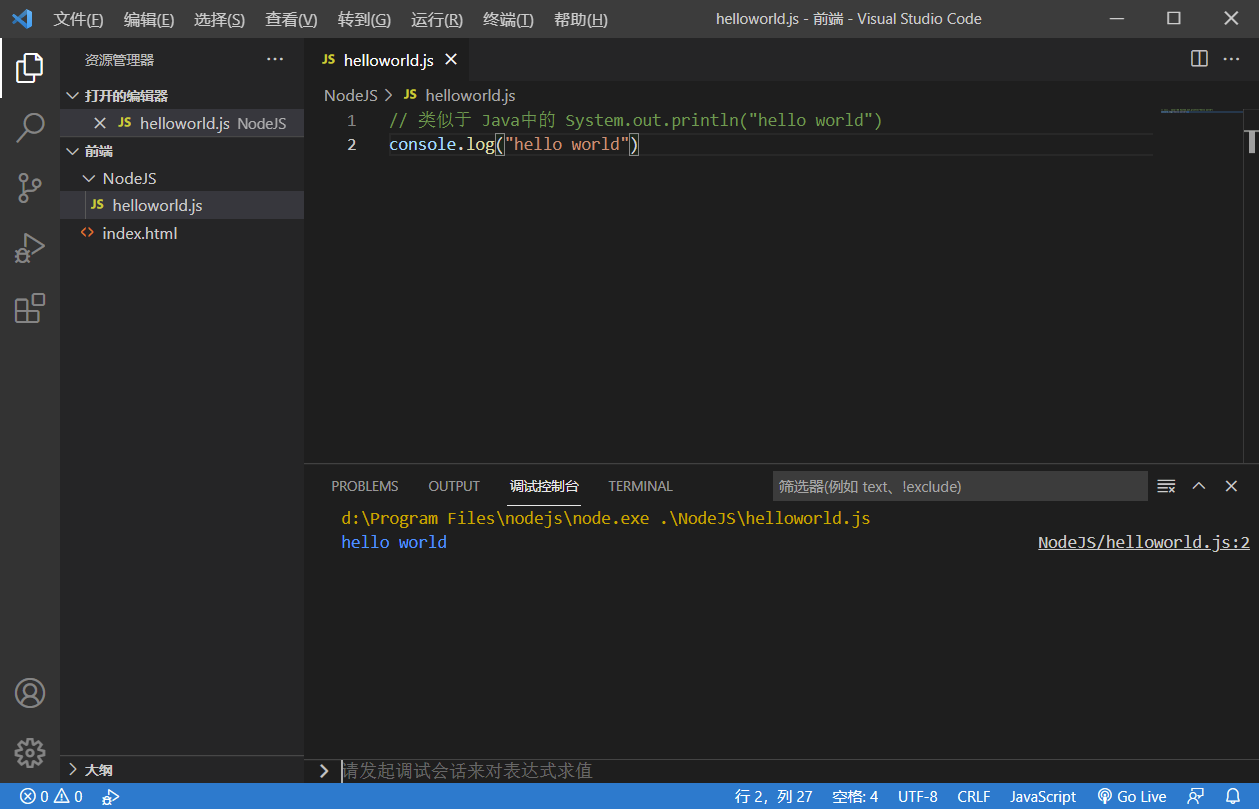 文件(F) 编辑(E) 选择(S) 查看(V) 转到(G) 运行(R) 终端(T) 帮助(H) helloworld.js - 前端 - Visual Studio Code
资源管理器
打开的编辑器
JS helloworld.js NodeJS
前端
NodeJS
JS helloworld.js
index.html
大纲
JS helloworld.js
NodeJS > JS helloworld.js
1 // 类似于 Java中的 System.out.println("hello world")
2 console.log("hello world")
PROBLEMS OUTPUT 调试控制台 TERMINAL 筛选器(例如 text、!exclude)
d:\Program Files\nodejs\node.exe .\NodeJS\helloworld.js
hello world NodeJS/helloworld.js:2
请发起调试会话来对表达式求值
0 0 行 2，列 27 空格: 4 UTF-8 CRLF JavaScript Go Live